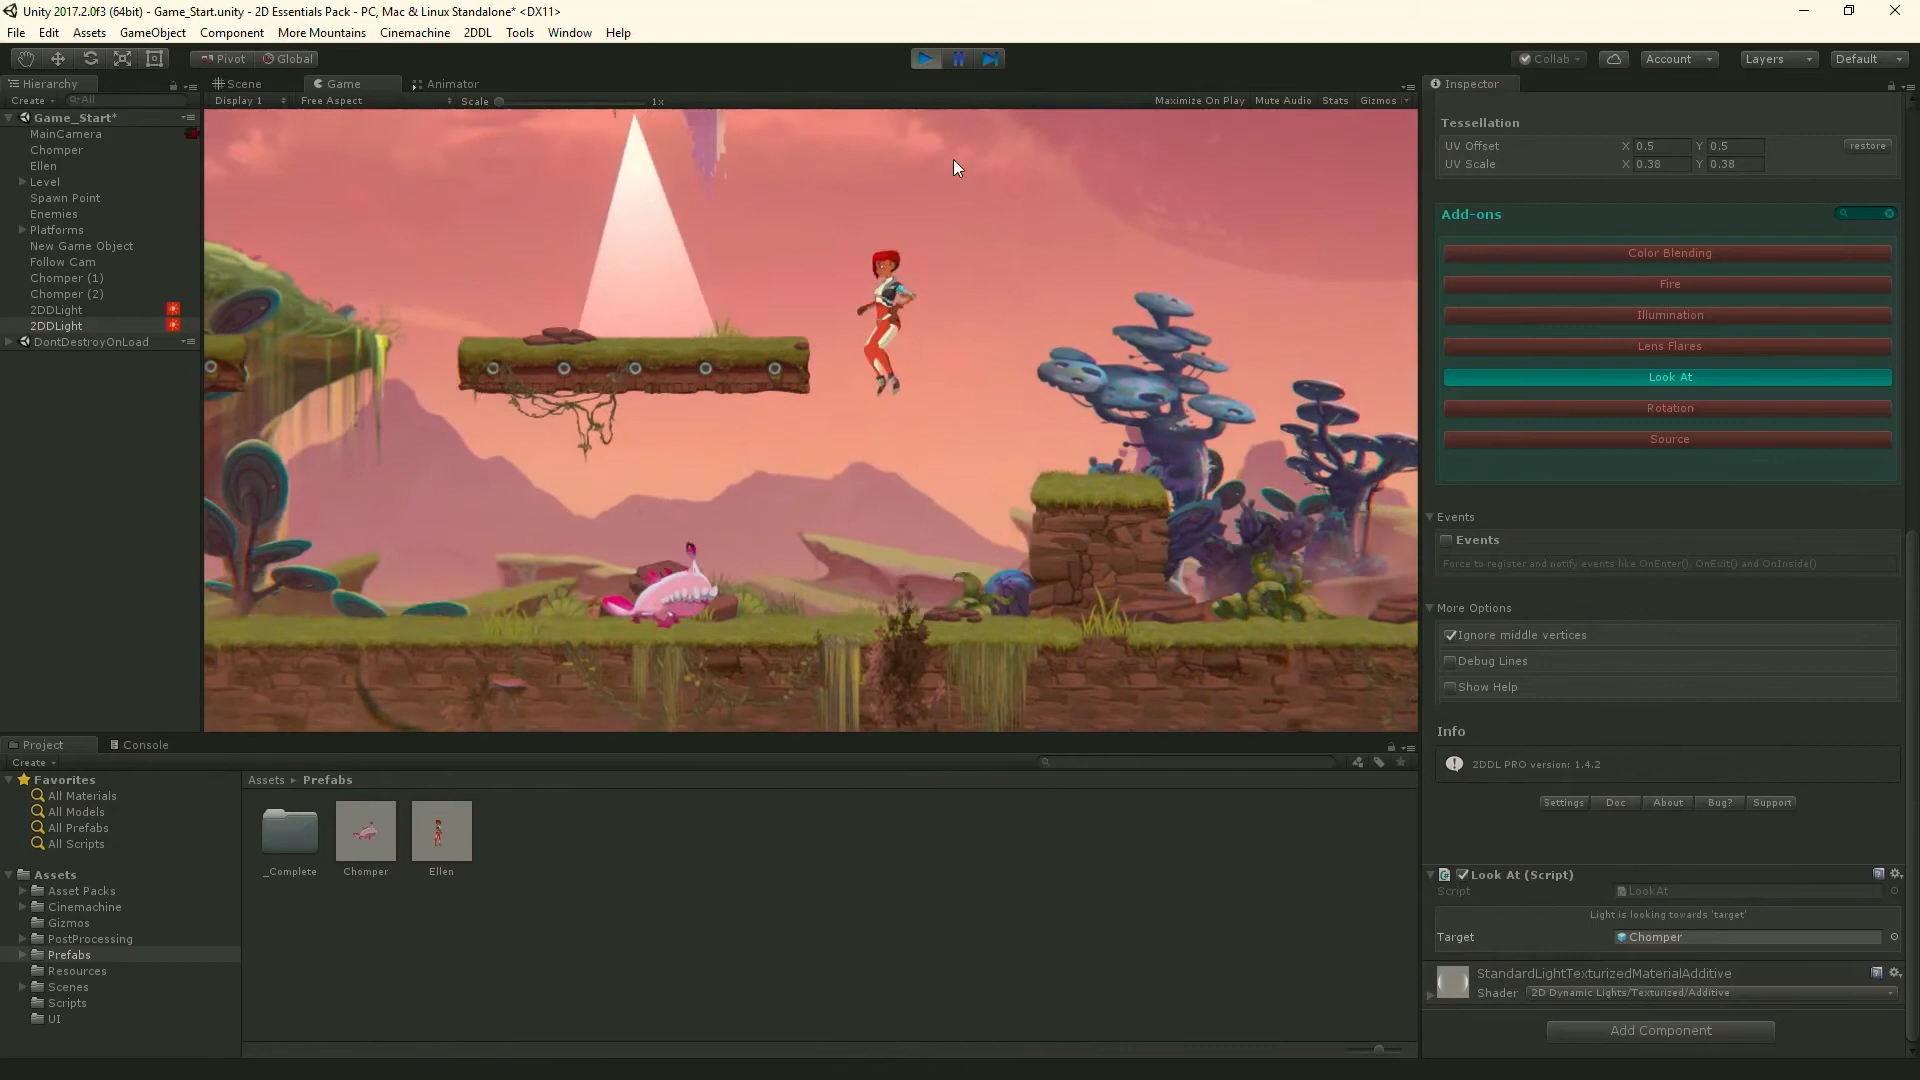 Unity 2017.2.0f3 (64bit) - Game_Start.unity - 2D Essentials Pack - PC, Mac & Linux Standalone* <DX11>
File Edit Assets GameObject Component More Mountains Cinemachine 2DDL Tools Window Help
Pivot Global Collab Account Layers Default
Hierarchy
Create All
Game_Start*
MainCamera
Chomper
Ellen
Level
Spawn Point
Enemies
Platforms
New Game Object
Follow Cam
Chomper (1)
Chomper (2)
2DDLight
2DDLight
DontDestroyOnLoad
Scene Game Animator
Display 1 Free Aspect Scale 1x Maximize On Play Mute Audio Stats Gizmos
Inspector
Tessellation
UV Offset X 0.5 Y 0.5 restore
UV Scale X 0.38 Y 0.38
Add-ons
Color Blending
Fire
Illumination
Lens Flares
Look At
Rotation
Source
Events
Events
Force to register and notify events like OnEnter(), OnExit() and OnInside()
More Options
Ignore middle vertices
Debug Lines
Show Help
Info
2DDL PRO version: 1.4.2
Settings Doc About Bug? Support
Look At (Script)
Script LookAt
Light is looking towards 'target'
Target Chomper
StandardLightTexturizedMaterialAdditive
Shader 2D Dynamic Lights/Texturized/Additive
Add Component
Project Console
Create
Favorites
All Materials
All Models
All Prefabs
All Scripts
Assets
Asset Packs
Cinemachine
Gizmos
PostProcessing
Prefabs
Resources
Scenes
Scripts
UI
Assets Prefabs
_Complete Chomper Ellen